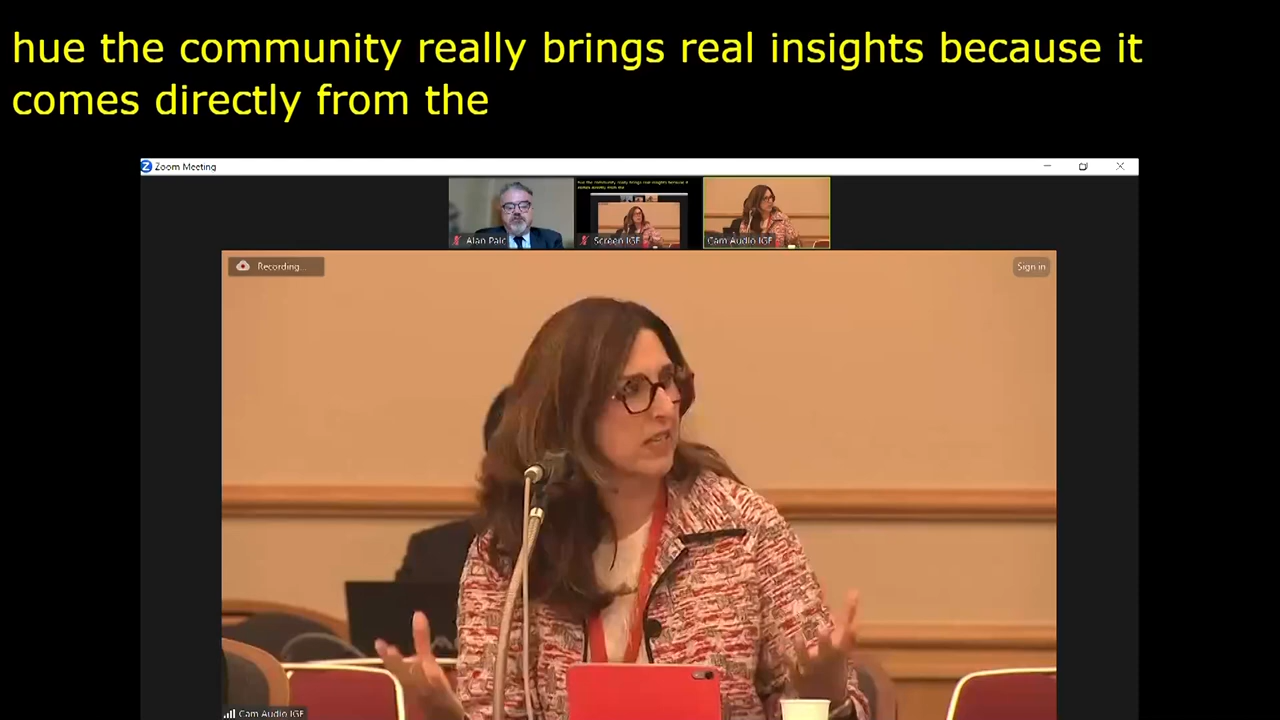 hue the community really brings real insights because it
comes directly from the
Zoom Meeting
Alan Paic
Screen IGF
Cam Audio IGF
Recording...
Sign in
Cam Audio IGF